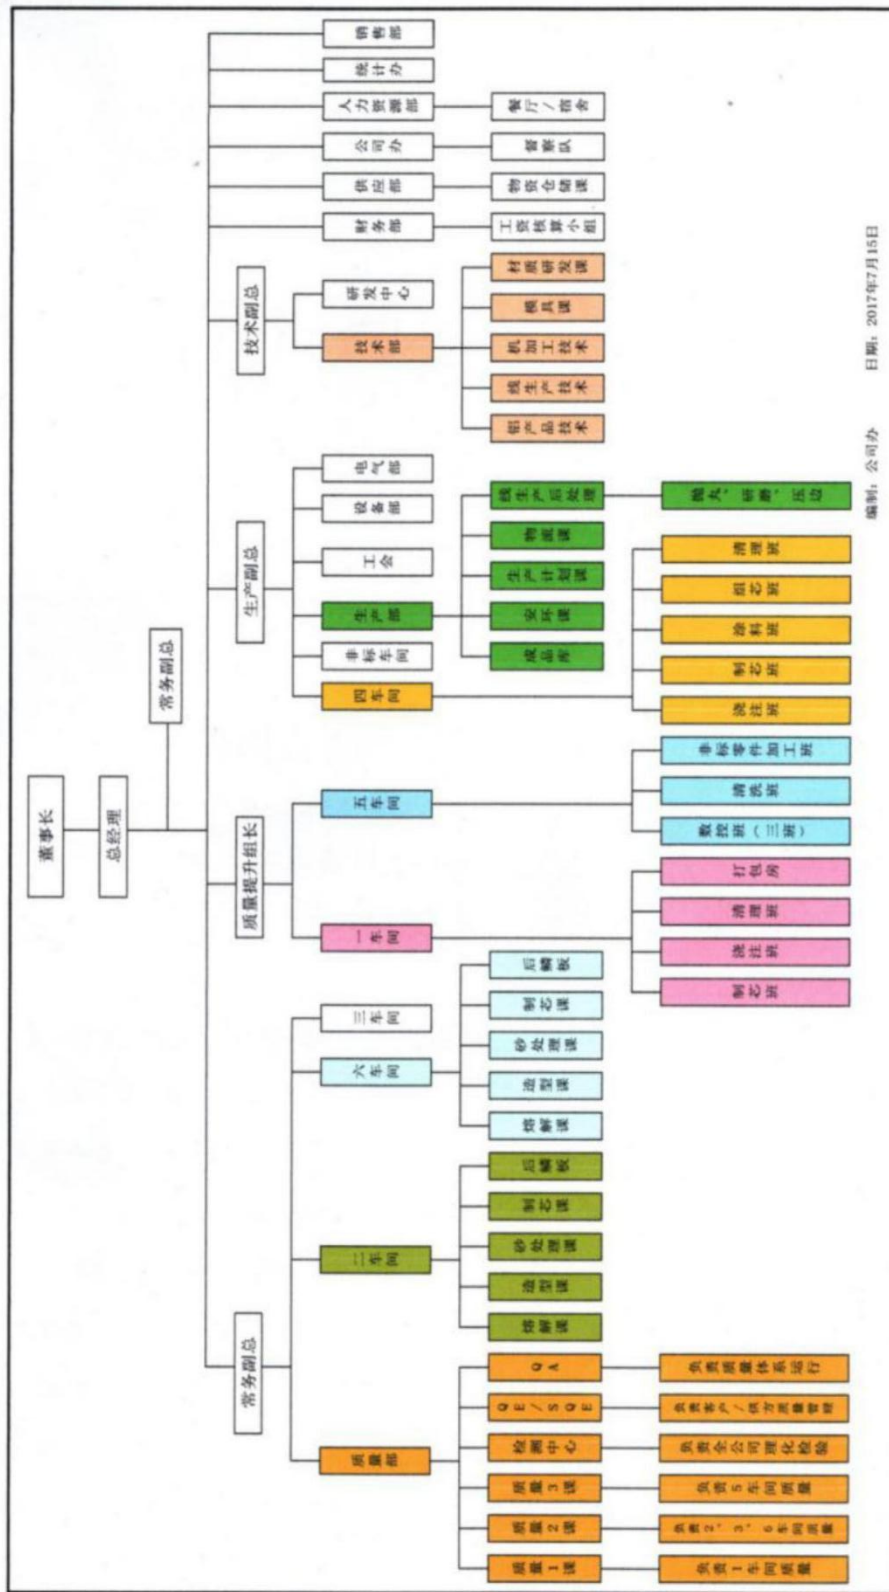 董事长
总经理
常务副总
常务副总
质量提升组长
生产副总
技术副总
质量部
二车间
六车间
三车间
一车间
五车间
四车间
非标车间
生产部
工会
设备部
电气部
技术部
研发中心
财务部
供应部
公司办
人力资源部
统计办
销售部
质量1课
质量2课
质量3课
检测中心
QE/SQE
QA
熔解课
造型课
砂处理课
制芯课
后鳞板
熔解课
造型课
砂处理课
制芯课
后鳞板
成品库
安环课
生产计划课
物流课
线生产后处理
铝产品技术
线生产技术
机加工技术
模具课
材质研发课
工资核算小组
物资仓储课
督察队
餐厅/宿舍
负责1车间质量
负责2、3、6车间质量
负责5车间质量
负责全公司理化检验
负责客户/供方质量管理
负责质量体系运行
制芯班
浇注班
清理班
打包房
数控班(三班)
清洗班
非标零件加工班
浇注班
制芯班
涂料班
组芯班
清理班
抛丸、研磨、压边
编制：公司办 日期：2017年7月15日